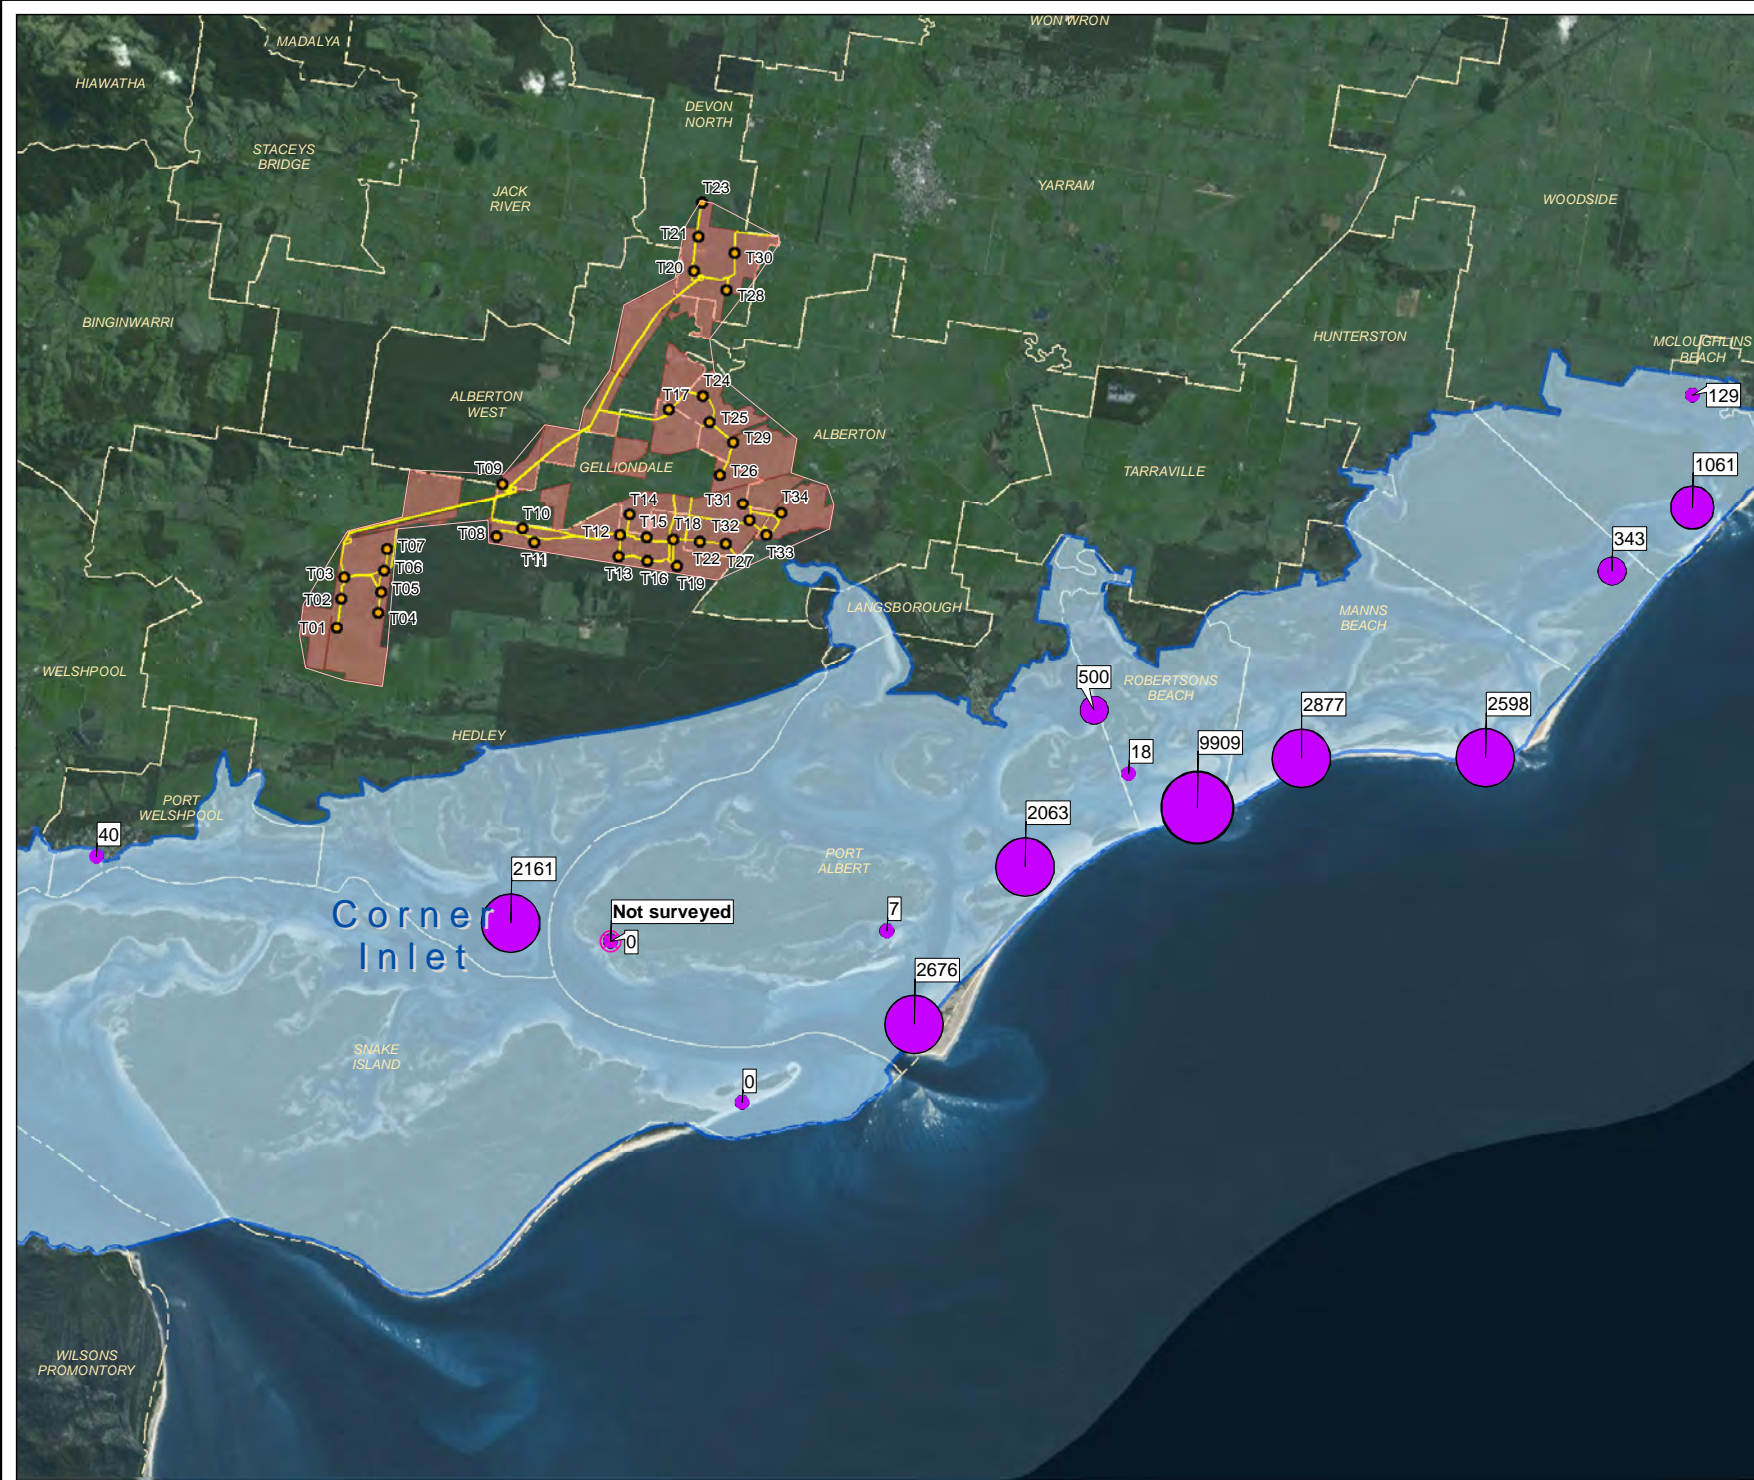 WON WRON
MADALYA
HIAWATHA
DEVON
NORTH
STACEYS
BRIDGE
JACK
RIVER
YARRAM
WOODSIDE
T23
T21
T30
T20
T28
BINGINWARRI
HUNTERSTON
MCLOUGHLINS
BEACH
ALBERTON
WEST
T24
T17
129
T25
ALBERTON
T29
GELLIONDALE
TARRAVILLE
1061
T09
T26
T14
T31
T34
T10
T15
T18
T32
T08
T12
T11
T22
T27
T33
343
T07
T13
T16
T19
T06
T03
T05
T02
T04
T01
LANGSBOROUGH
MANNS
BEACH
WELSHPOOL
500
ROBERTSONS
BEACH
2877
2598
HEDLEY
18
9909
PORT
WELSHPOOL
40
2063
2161
PORT
ALBERT
Corner
Inlet
Not surveyed
0
7
2676
SNAKE
ISLAND
0
WILSONS
PROMONTORY